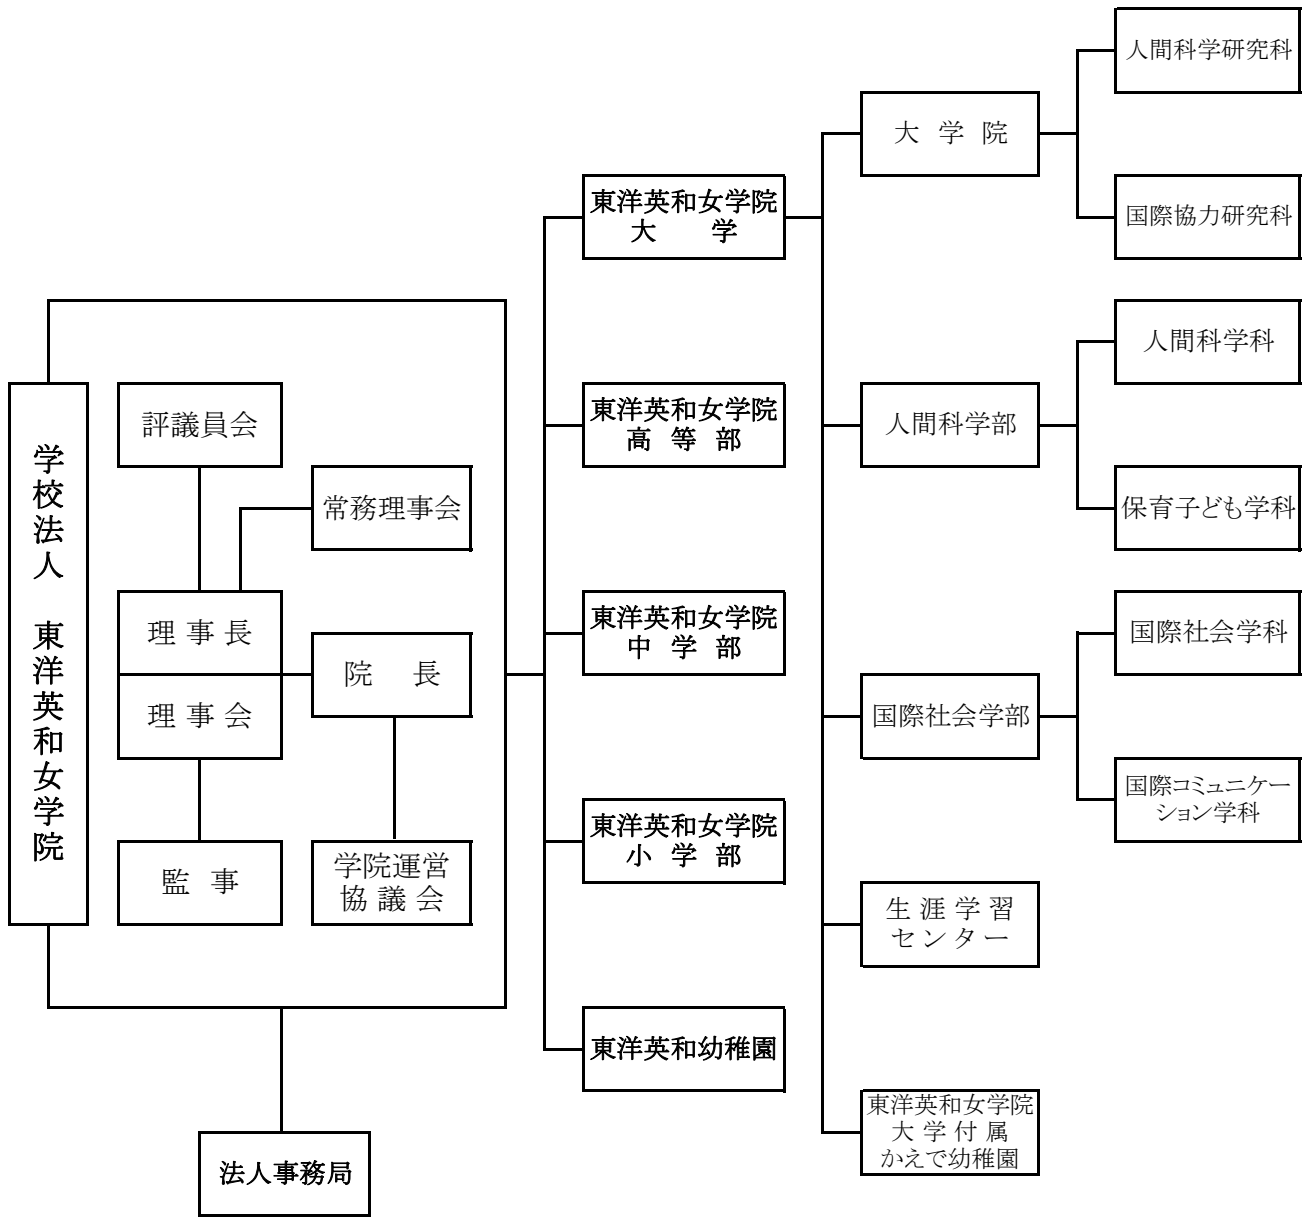 学校法人　東洋英和女学院
評議員会
常務理事会
理事長
理事会
院　長
監事
学院運営
協議会
法人事務局
東洋英和女学院
大　学
東洋英和女学院
高等部
東洋英和女学院
中学部
東洋英和女学院
小学部
東洋英和幼稚園
大学院
人間科学部
国際社会学部
生涯学習
センター
東洋英和女学院
大学付属
かえで幼稚園
人間科学研究科
国際協力研究科
人間科学科
保育子ども学科
国際社会学科
国際コミュニケー
ション学科